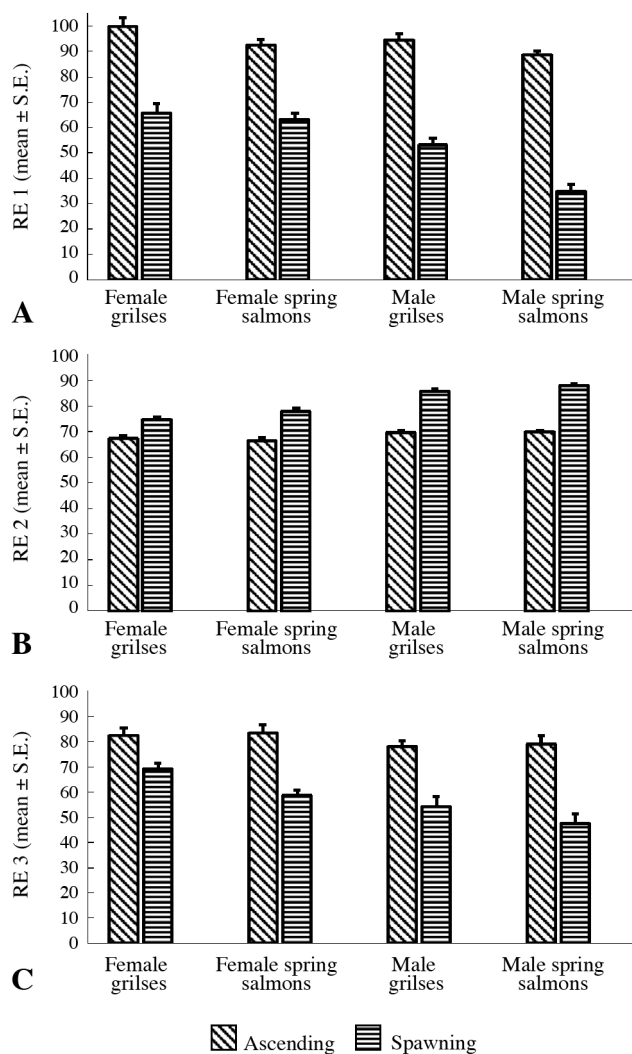 RE 1 (mean ± S.E.)
100
90
80
70
60
50
40
30
20
10
0
Female grilses
Female spring salmons
Male grilses
Male spring salmons
A
RE 2 (mean ± S.E.)
100
90
80
70
60
50
40
30
20
10
0
Female grilses
Female spring salmons
Male grilses
Male spring salmons
B
RE 3 (mean ± S.E.)
100
90
80
70
60
50
40
30
20
10
0
Female grilses
Female spring salmons
Male grilses
Male spring salmons
C
Ascending
Spawning